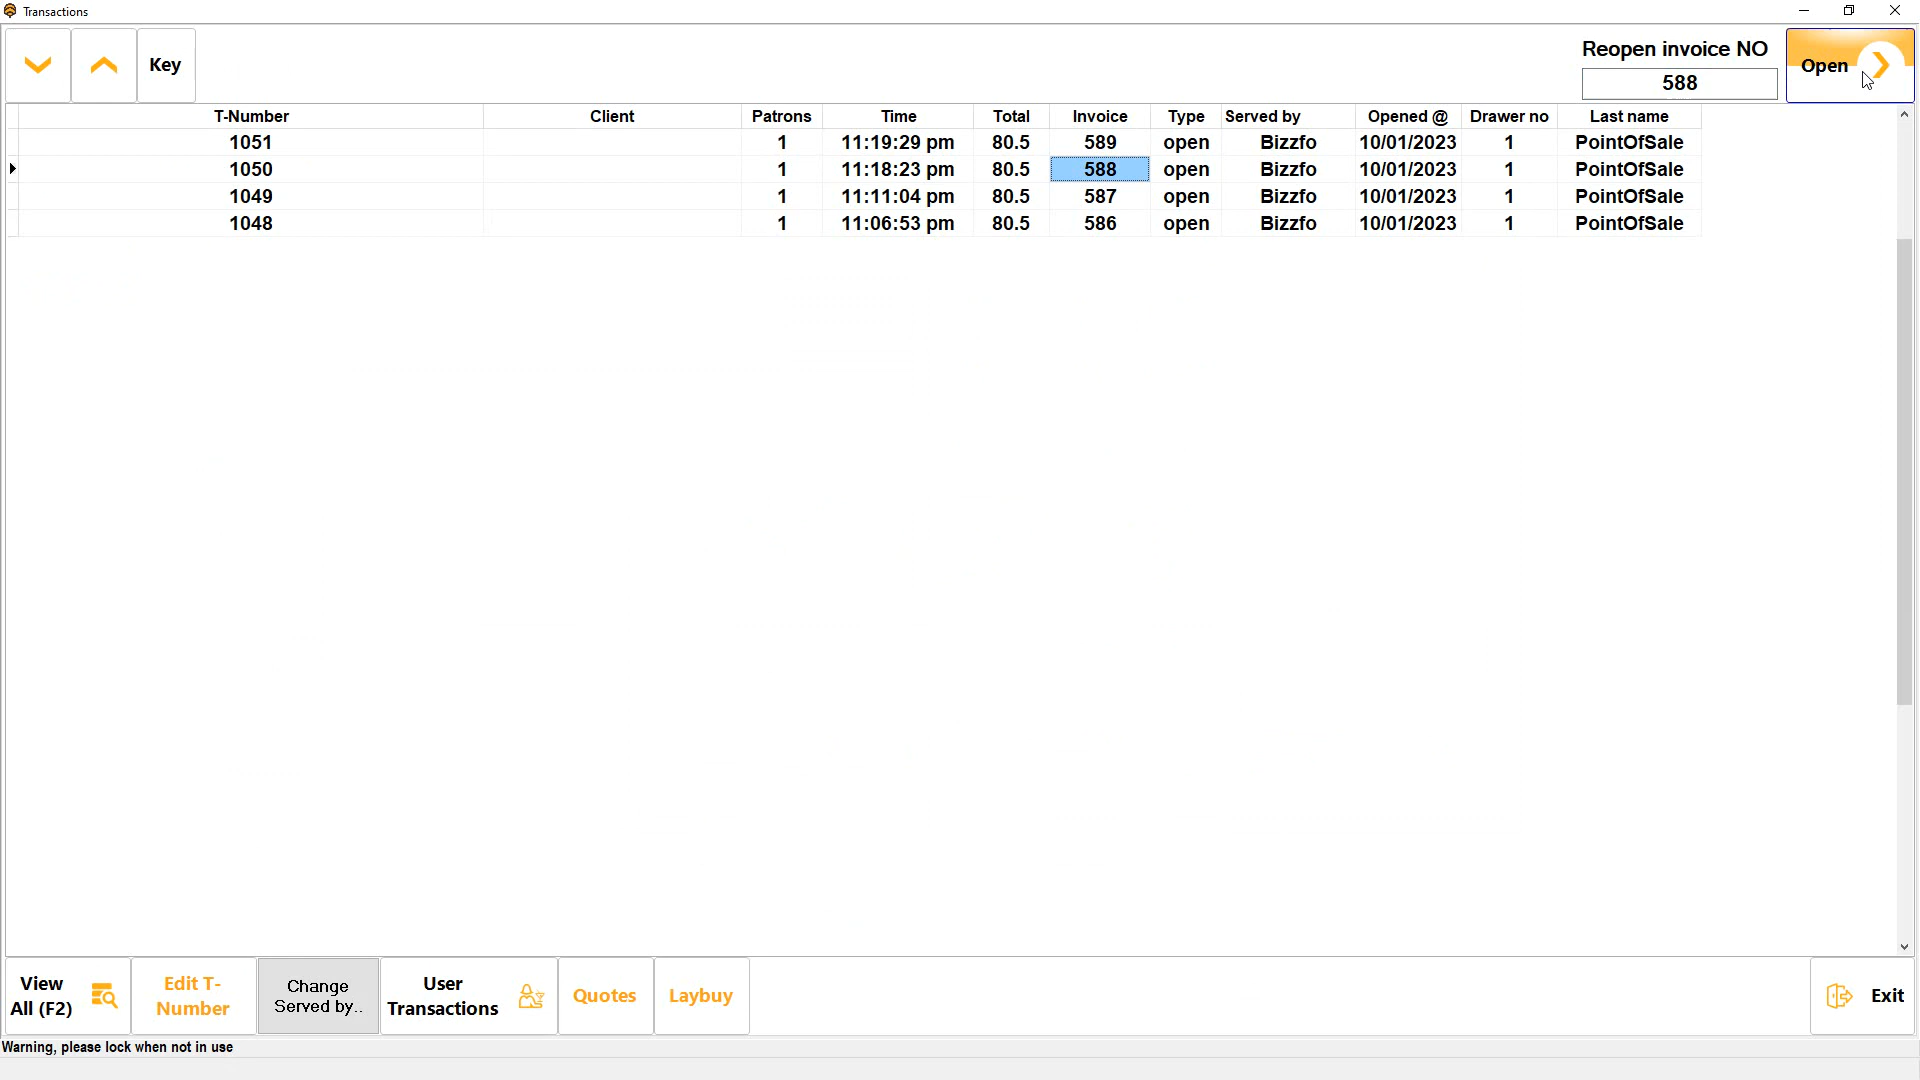 Transactions
Key
Reopen invoice NO
588
Open
T-Number Client Patrons Time Total Invoice Type Served by Opened @ Drawer no Last name
1051 1 11:19:29 pm 80.5 589 open Bizzfo 10/01/2023 1 PointOfSale
1050 1 11:18:23 pm 80.5 588 open Bizzfo 10/01/2023 1 PointOfSale
1049 1 11:11:04 pm 80.5 587 open Bizzfo 10/01/2023 1 PointOfSale
1048 1 11:06:53 pm 80.5 586 open Bizzfo 10/01/2023 1 PointOfSale
View
All (F2)
Edit T-
Number
Change
Served by..
User
Transactions
Quotes
Laybuy
Exit
Warning, please lock when not in use